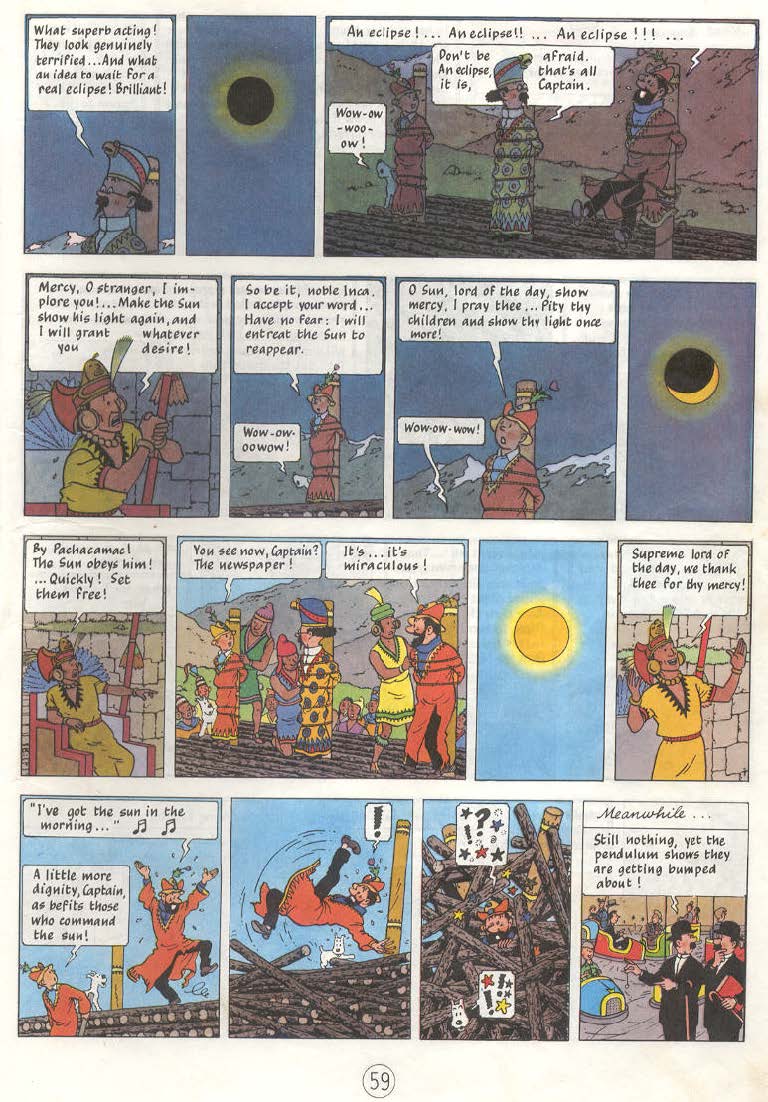 What superb acting!
They look genuinely
terrified...And what
an idea to wait for a
real eclipse! Brilliant!
An eclipse! ... An eclipse!! ... An eclipse!!! ...
Don't be afraid.
An eclipse, that's all
it is, Captain.
Wow-ow
-woo-
ow!
Mercy, O stranger, I im-
plore you!...Make the Sun
show his light again, and
I will grant whatever
you desire!
So be it, noble Inca.
I accept your word...
Have no fear: I will
entreat the Sun to
reappear.
Wow-ow-
oowow!
O Sun, lord of the day, show
mercy, I pray thee... Pity thy
children and show thy light once
more!
Wow-ow-wow!
By Pachacamac!
The Sun obeys him!
...Quickly! Set
them free!
You see now, Captain?
The newspaper!
It's...it's
miraculous!
Supreme lord of
the day, we thank
thee for thy mercy!
"I've got the sun in the
morning..." ♫ ♫
A little more
dignity, Captain,
as befits those
who command
the sun!
!
!?
!
!!
Meanwhile...
Still nothing, yet the
pendulum shows they
are getting bumped
about!
59